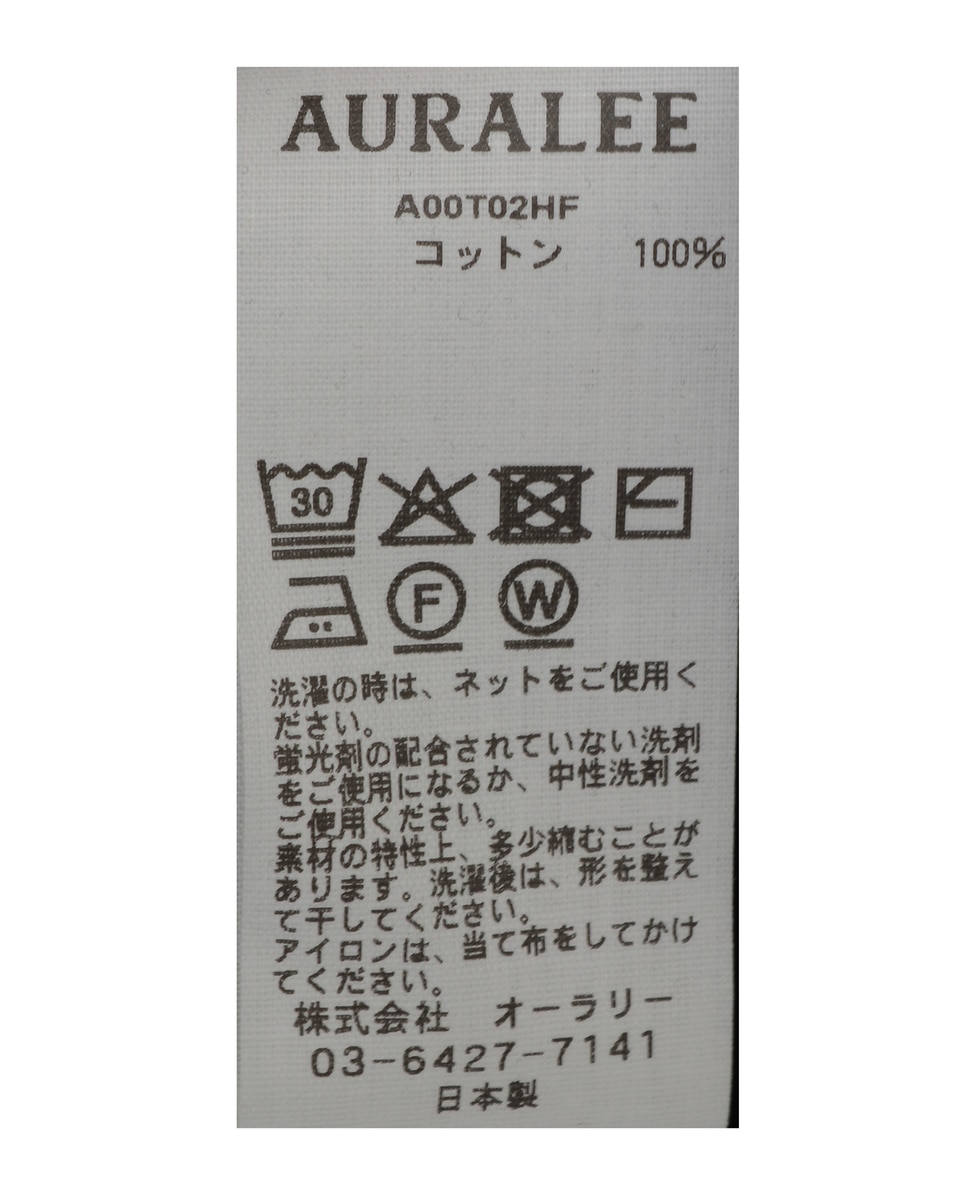 AURALEE
A00T02HF
コットン 100%
30
F W
洗濯の時は、ネットをご使用く
ださい。
蛍光剤の配合されていない洗剤
をご使用になるか、中性洗剤を
ご使用ください。
素材の特性上、多少縮むことが
あります。洗濯後は、形を整え
て干してください。
アイロンは、当て布をしてかけ
てください。
株式会社 オーラリー
03-6427-7141
日本製